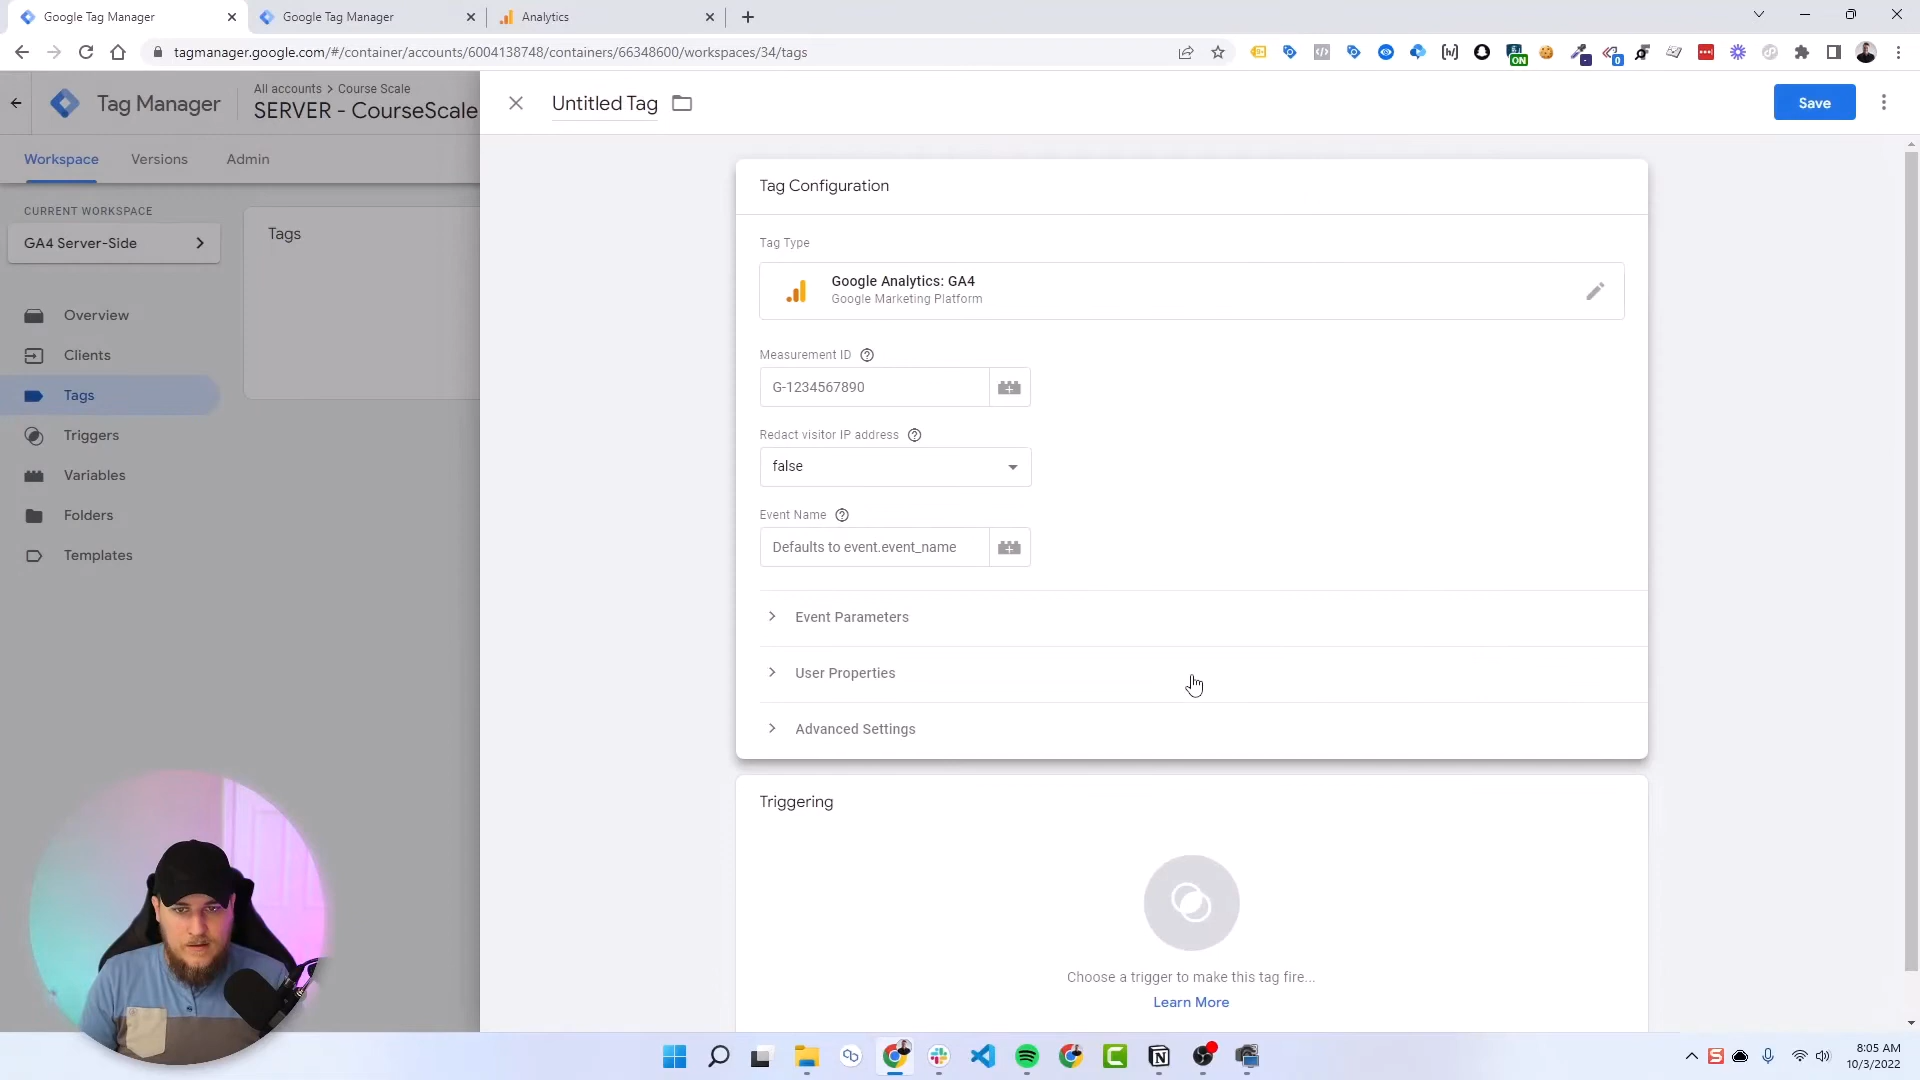 Google Tag Manager
Google Tag Manager
Analytics
tagmanager.google.com/#/container/accounts/6004138748/containers/66348600/workspaces/34/tags
ON
0
Tag Manager
All accounts > Course Scale
SERVER - CourseScale
Untitled Tag
Save
Workspace
Versions
Admin
CURRENT WORKSPACE
GA4 Server-Side
Overview
Clients
Tags
Triggers
Variables
Folders
Templates
Tags
Tag Configuration
Tag Type
Google Analytics: GA4
Google Marketing Platform
Measurement ID
G-1234567890
Redact visitor IP address
false
Event Name
Defaults to event.event_name
Event Parameters
User Properties
Advanced Settings
Triggering
Choose a trigger to make this tag fire...
Learn More
8:05 AM
10/3/2022